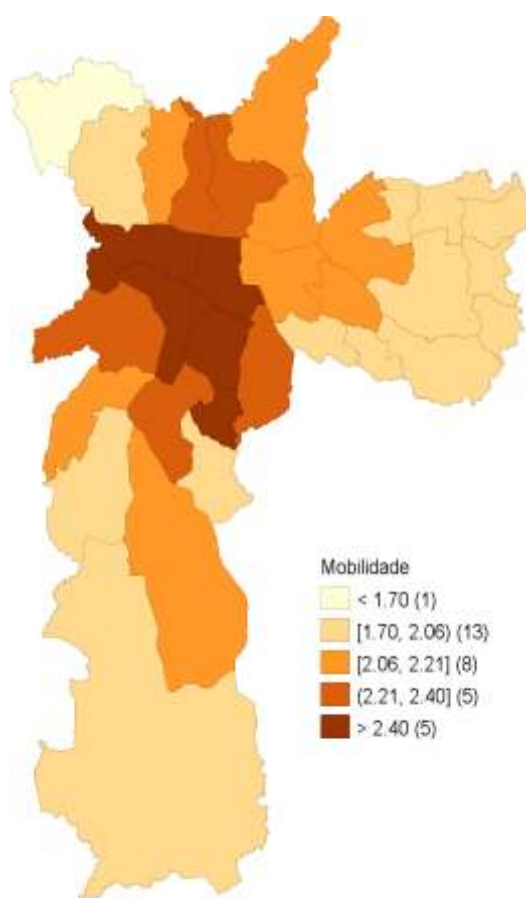 Mobilidade
< 1.70 (1)
[1.70, 2.06) (13)
[2.06, 2.21] (8)
(2.21, 2.40] (5)
> 2.40 (5)